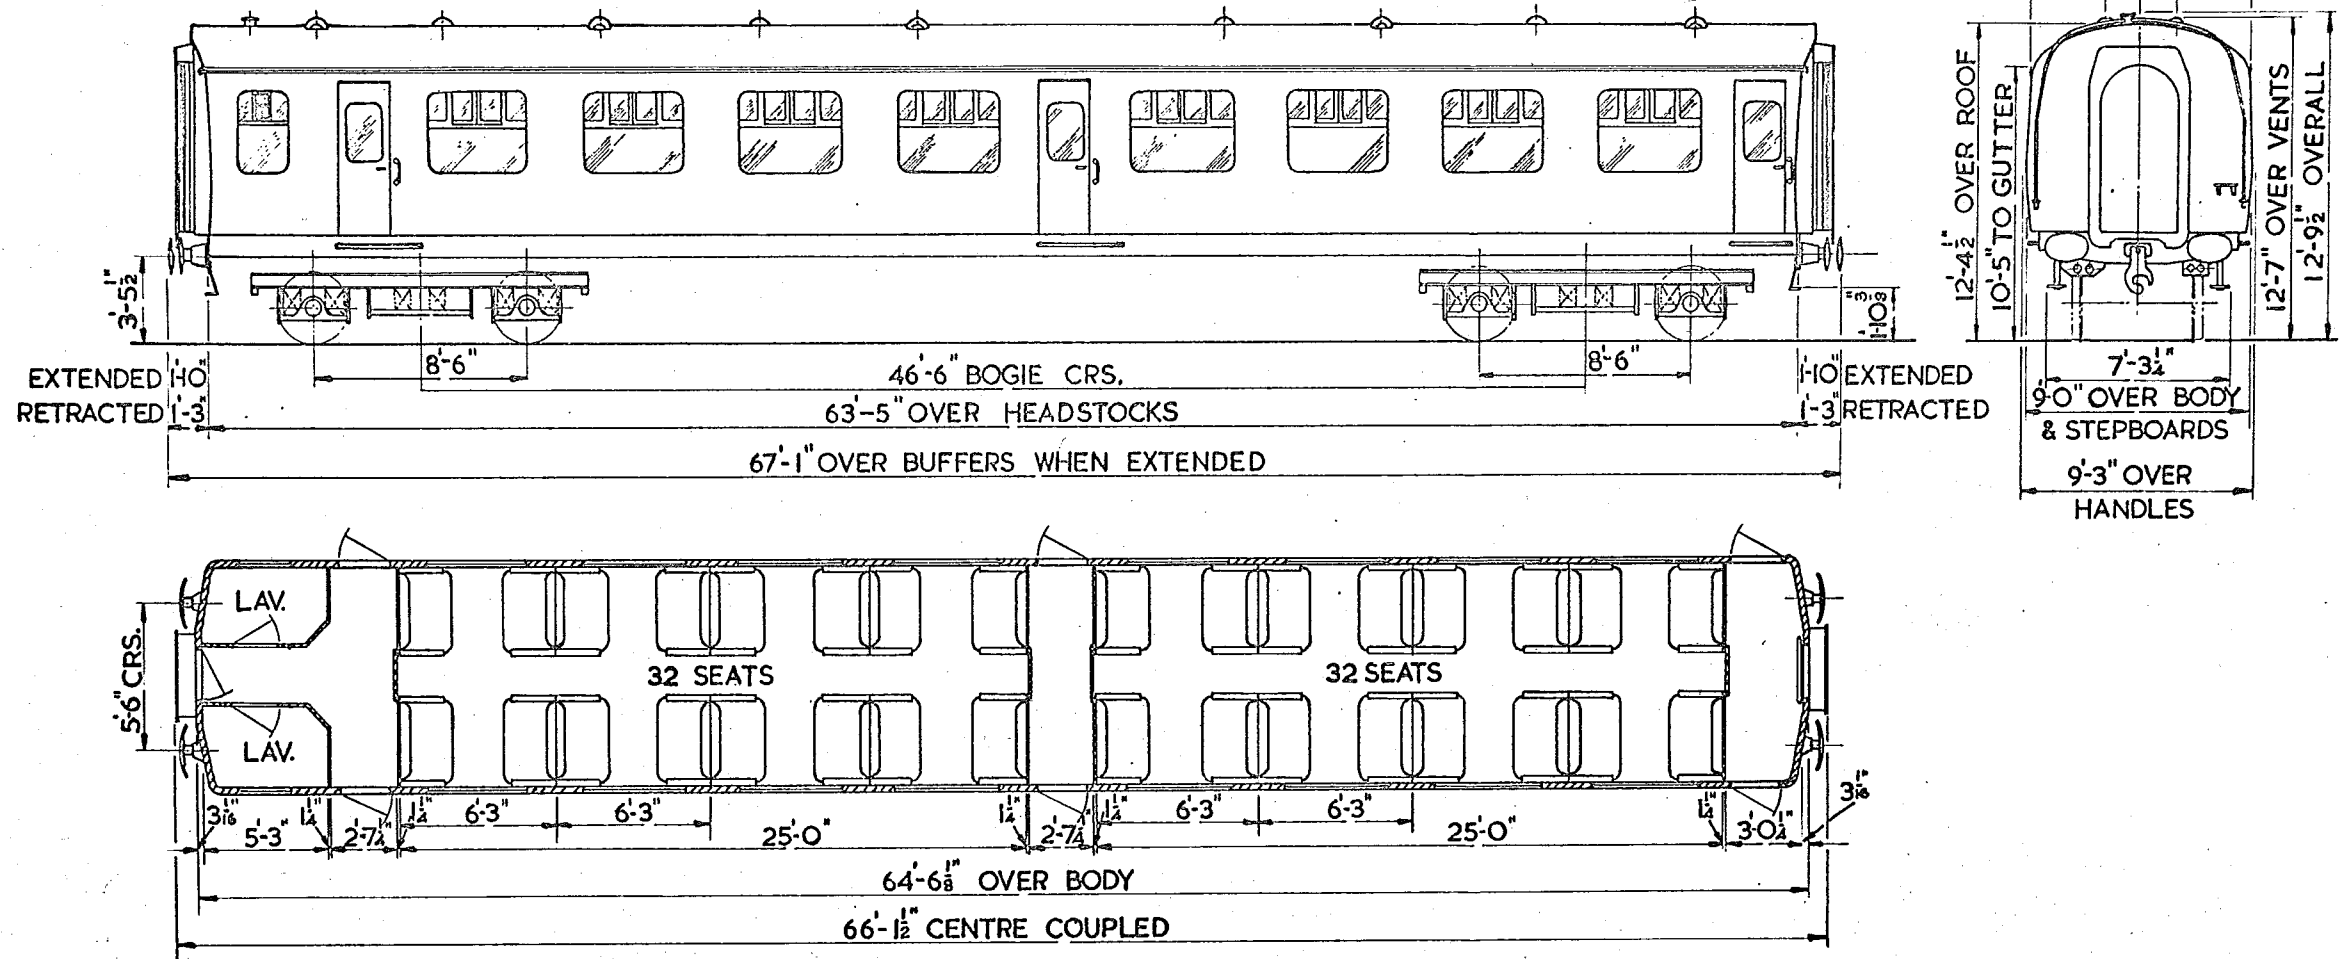 3'-5½"
8'-6"
46'-6" BOGIE CRS.
8'-6"
1'-10⅜"
EXTENDED 1'-10"
RETRACTED 1'-3"
1'-10" EXTENDED
1'-3" RETRACTED
63'-5" OVER HEADSTOCKS
67'-1" OVER BUFFERS WHEN EXTENDED
12'-4½" OVER ROOF
10'-5" TO GUTTER
12'-7" OVER VENTS
12'-9½" OVERALL
7'-3¼"
9'-0" OVER BODY
& STEPBOARDS
9'-3" OVER
HANDLES
5'-6" CRS.
LAV.
LAV.
32 SEATS
32 SEATS
3 1/16"
5'-3"
1¼"
2'-7¼"
1¼"
6'-3"
6'-3"
25'-0"
1¼"
2'-7¼"
1¼"
6'-3"
6'-3"
25'-0"
1¼"
3'-0¼"
3 1/16"
64'-6⅛" OVER BODY
66'-1½" CENTRE COUPLED